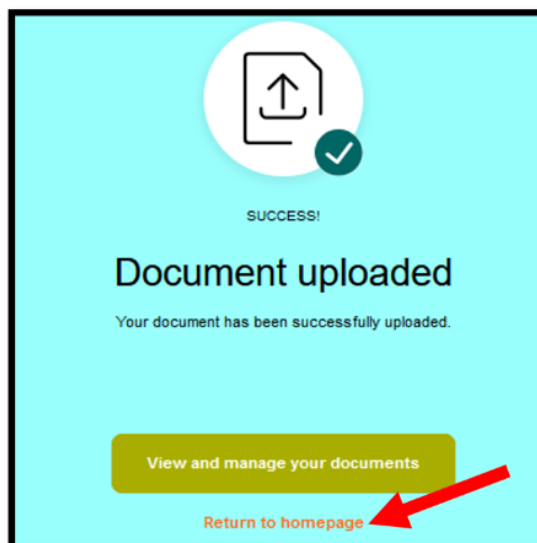 SUCCESS!
Document uploaded
Your document has been successfully uploaded.
View and manage your documents
Return to homepage